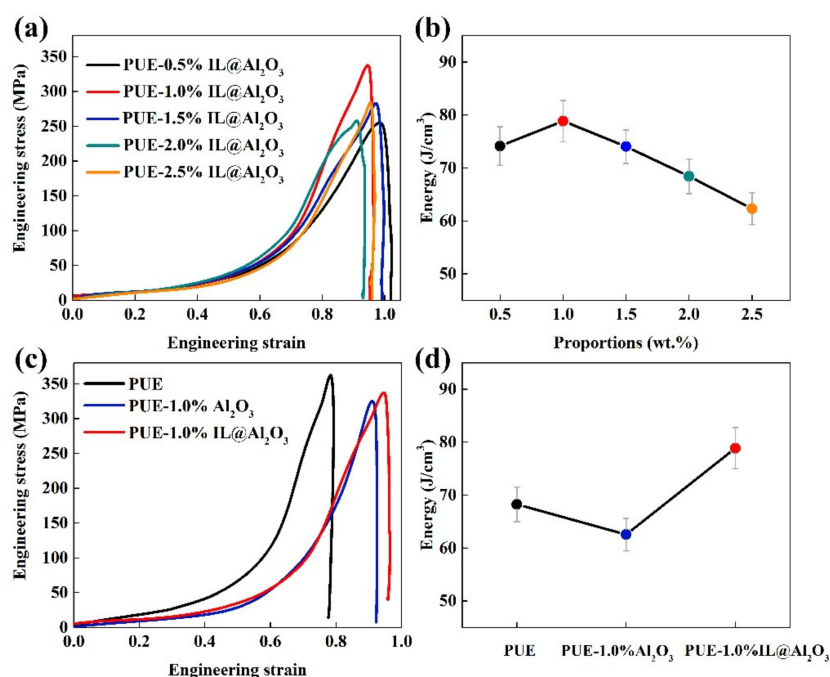 (a)
Engineering stress (MPa)
350
300
250
200
150
100
50
0
PUE-0.5% IL@Al₂O₃
PUE-1.0% IL@Al₂O₃
PUE-1.5% IL@Al₂O₃
PUE-2.0% IL@Al₂O₃
PUE-2.5% IL@Al₂O₃
0.0 0.2 0.4 0.6 0.8 1.0
Engineering strain
(b)
Energy (J/cm³)
90
80
70
60
50
0.5 1.0 1.5 2.0 2.5
Proportions (wt.%)
(c)
Engineering stress (MPa)
350
300
250
200
150
100
50
0
PUE
PUE-1.0% Al₂O₃
PUE-1.0% IL@Al₂O₃
0.0 0.2 0.4 0.6 0.8 1.0
Engineering strain
(d)
Energy (J/cm³)
90
80
70
60
50
PUE PUE-1.0%Al₂O₃ PUE-1.0%IL@Al₂O₃